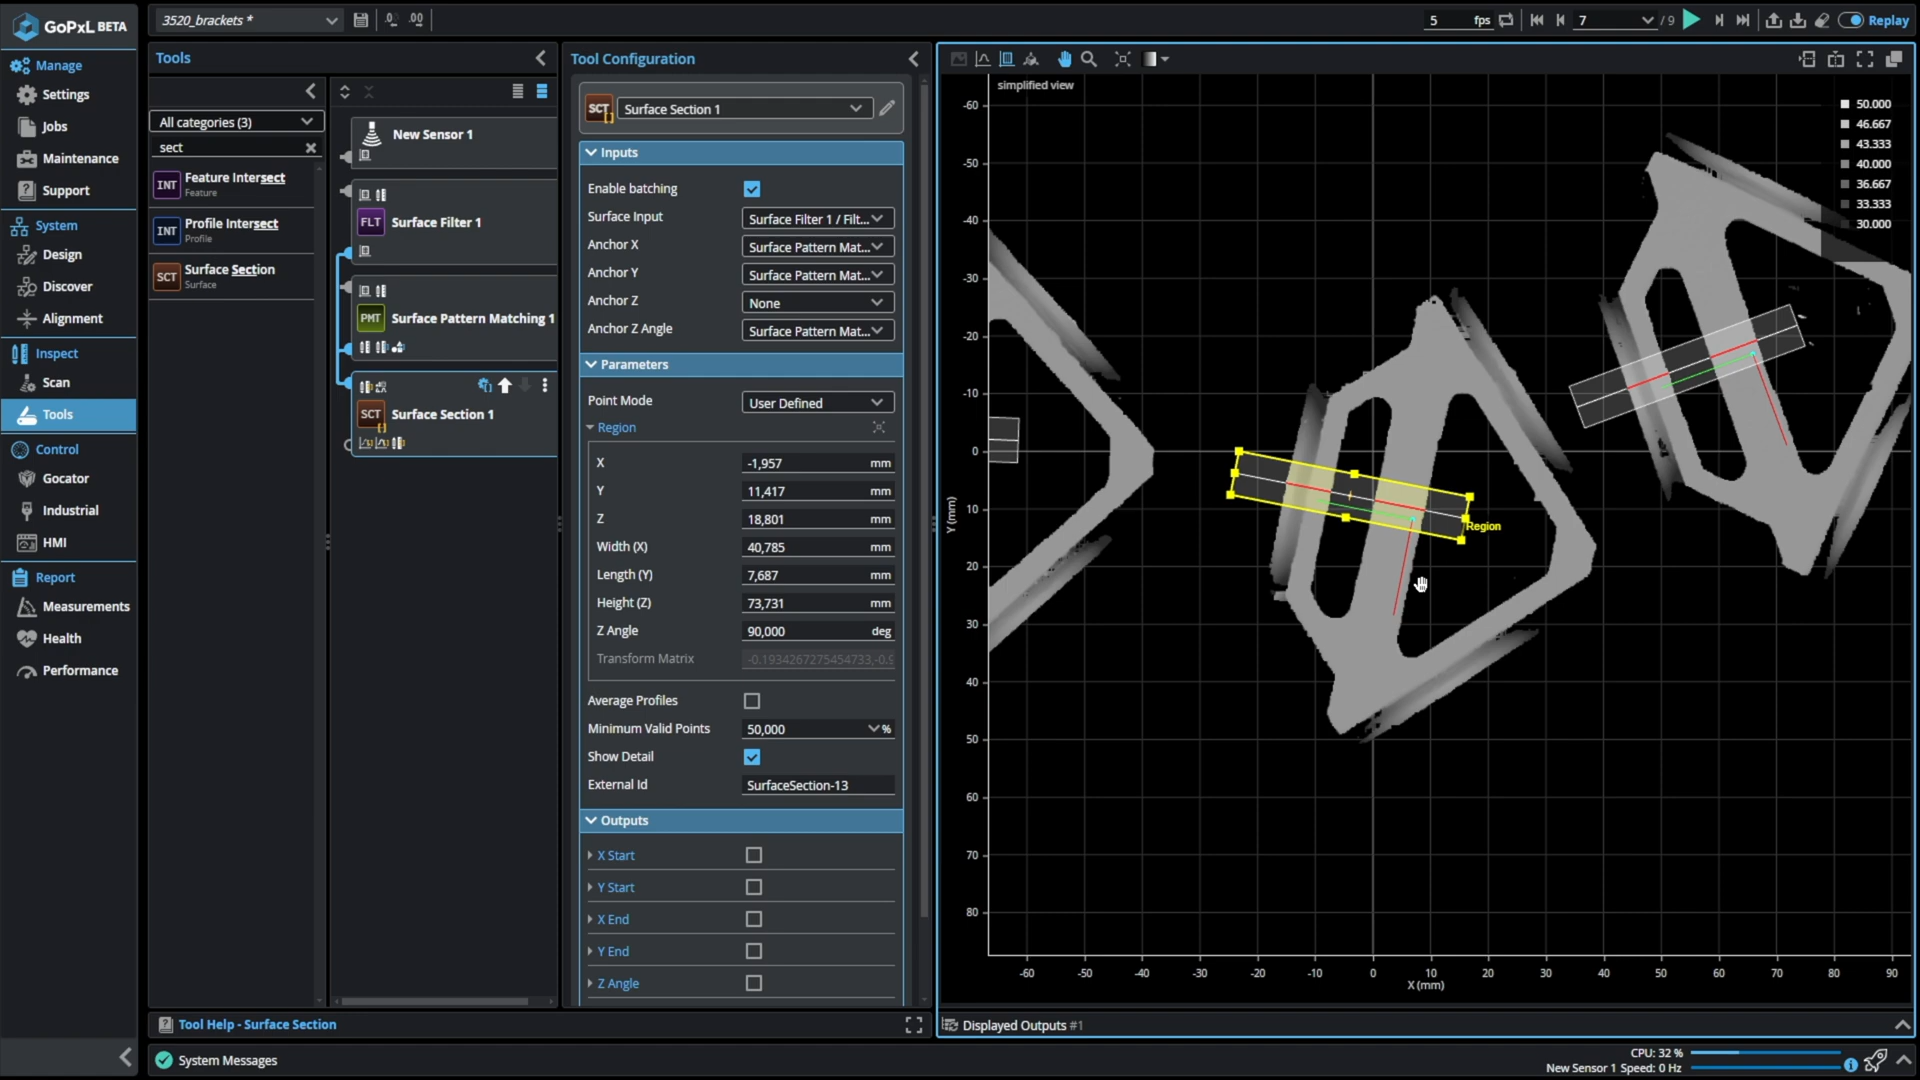 GoPxL BETA
3520_brackets *
5 fps
7 / 9
Replay
Manage
Settings
Jobs
Maintenance
Support
System
Design
Discover
Alignment
Inspect
Scan
Tools
Control
Gocator
Industrial
HMI
Report
Measurements
Health
Performance
Tools
All categories (3)
sect
INT Feature Intersect
Feature
INT Profile Intersect
Profile
SCT Surface Section
Surface
New Sensor 1
FLT Surface Filter 1
PMT Surface Pattern Matching 1
SCT Surface Section 1
Tool Configuration
SCT Surface Section 1
Inputs
Enable batching
Surface Input Surface Filter 1 / Filt...
Anchor X Surface Pattern Mat...
Anchor Y Surface Pattern Mat...
Anchor Z None
Anchor Z Angle Surface Pattern Mat...
Parameters
Point Mode User Defined
Region
X -1,957 mm
Y 11,417 mm
Z 18,801 mm
Width (X) 40,785 mm
Length (Y) 7,687 mm
Height (Z) 73,731 mm
Z Angle 90,000 deg
Transform Matrix -0.1934267275454733,-0.9
Average Profiles
Minimum Valid Points 50,000 %
Show Detail
External Id SurfaceSection-13
Outputs
X Start
Y Start
X End
Y End
Z Angle
Tool Help - Surface Section
System Messages
simplified view
50.000
46.667
43.333
40.000
36.667
33.333
30.000
-60
-50
-40
-30
-20
-10
0
10
20
30
40
50
60
70
80
Y (mm)
Region
-60 -50 -40 -30 -20 -10 0 10 20 30 40 50 60 70 80 90
X (mm)
Displayed Outputs #1
CPU: 32 %
New Sensor 1 Speed: 0 Hz